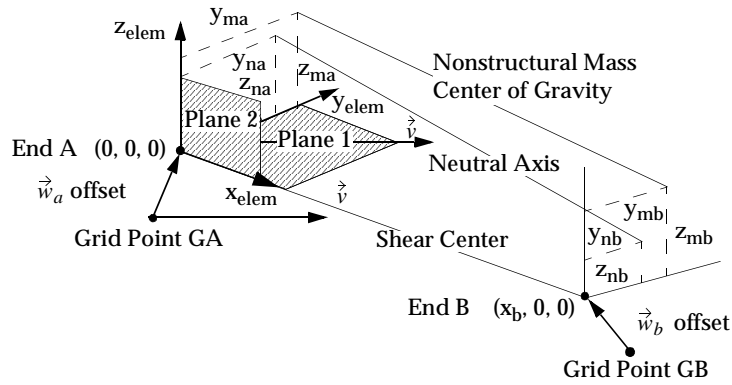 y_ma
z_elem
y_na
z_ma
Nonstructural Mass
Center of Gravity
z_na
y_elem
Plane 2
Plane 1
v
End A (0, 0, 0)
Neutral Axis
w_a offset
x_elem
v
y_mb
Grid Point GA
Shear Center
y_nb
z_mb
z_nb
End B (x_b, 0, 0)
w_b offset
Grid Point GB